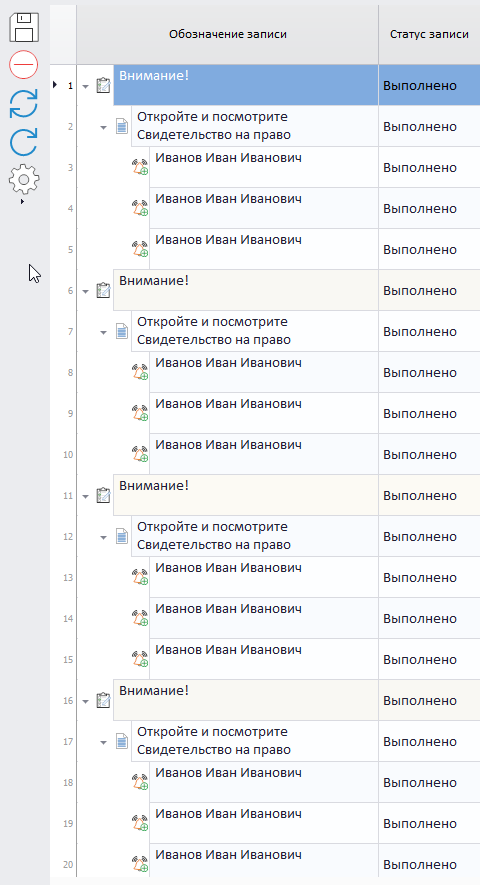 Обозначение записи Статус записи
1 Внимание! Выполнено
2 Откройте и посмотрите
Свидетельство на право Выполнено
3 Иванов Иван Иванович Выполнено
4 Иванов Иван Иванович Выполнено
5 Иванов Иван Иванович Выполнено
6 Внимание! Выполнено
7 Откройте и посмотрите
Свидетельство на право Выполнено
8 Иванов Иван Иванович Выполнено
9 Иванов Иван Иванович Выполнено
10 Иванов Иван Иванович Выполнено
11 Внимание! Выполнено
12 Откройте и посмотрите
Свидетельство на право Выполнено
13 Иванов Иван Иванович Выполнено
14 Иванов Иван Иванович Выполнено
15 Иванов Иван Иванович Выполнено
16 Внимание! Выполнено
17 Откройте и посмотрите
Свидетельство на право Выполнено
18 Иванов Иван Иванович Выполнено
19 Иванов Иван Иванович Выполнено
20 Иванов Иван Иванович Выполнено